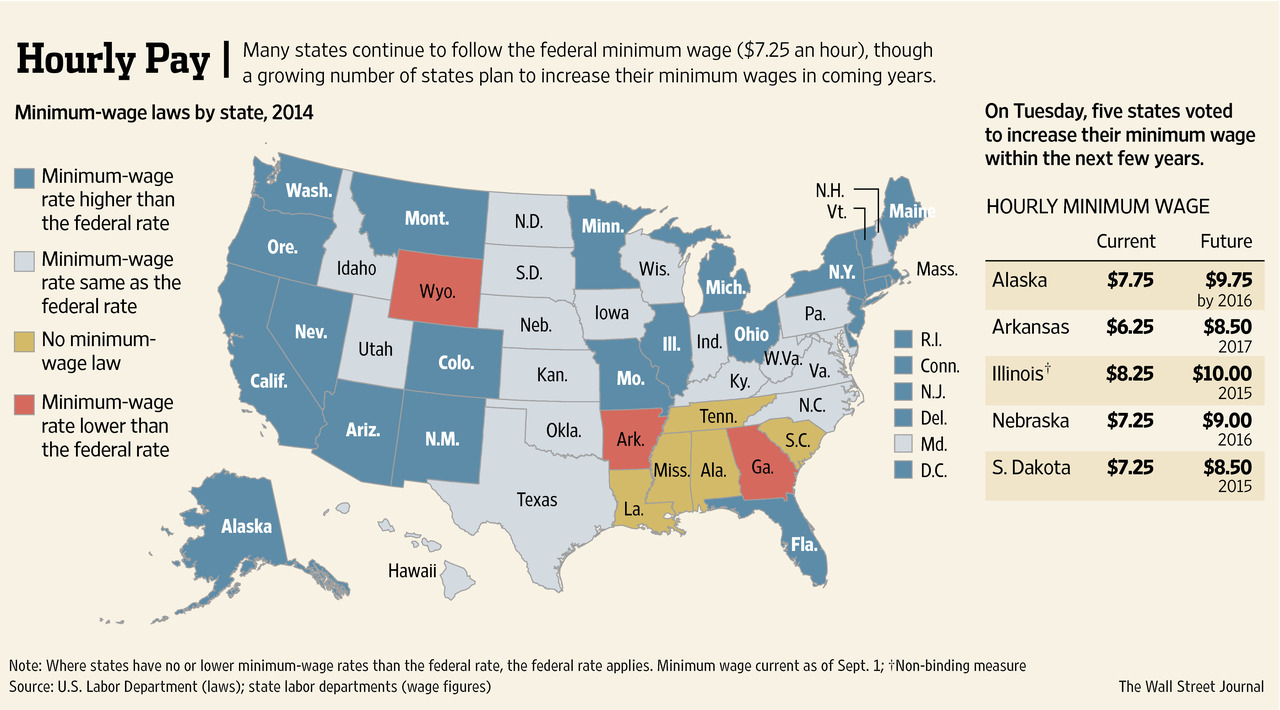 Hourly Pay
Many states continue to follow the federal minimum wage ($7.25 an hour), though
a growing number of states plan to increase their minimum wages in coming years.
Minimum-wage laws by state, 2014
Minimum-wage
rate higher than
the federal rate
Minimum-wage
rate same as the
federal rate
No minimum-
wage law
Minimum-wage
rate lower than
the federal rate
Wash.
Ore.
Calif.
Nev.
Idaho
Mont.
Wyo.
Utah
Ariz.
Colo.
N.M.
N.D.
S.D.
Neb.
Kan.
Okla.
Texas
Minn.
Iowa
Mo.
Ark.
La.
Wis.
Ill.
Mich.
Ind.
Ohio
Ky.
Tenn.
Miss.
Ala.
Ga.
Fla.
S.C.
N.C.
Va.
W.Va.
Pa.
N.Y.
Vt.
N.H.
Maine
Mass.
R.I.
Conn.
N.J.
Del.
Md.
D.C.
Alaska
Hawaii
On Tuesday, five states voted
to increase their minimum wage
within the next few years.
HOURLY MINIMUM WAGE
Current Future
Alaska $7.75 $9.75
by 2016
Arkansas $6.25 $8.50
2017
Illinois† $8.25 $10.00
2015
Nebraska $7.25 $9.00
2016
S. Dakota $7.25 $8.50
2015
Note: Where states have no or lower minimum-wage rates than the federal rate, the federal rate applies. Minimum wage current as of Sept. 1; †Non-binding measure
Source: U.S. Labor Department (laws); state labor departments (wage figures)
The Wall Street Journal